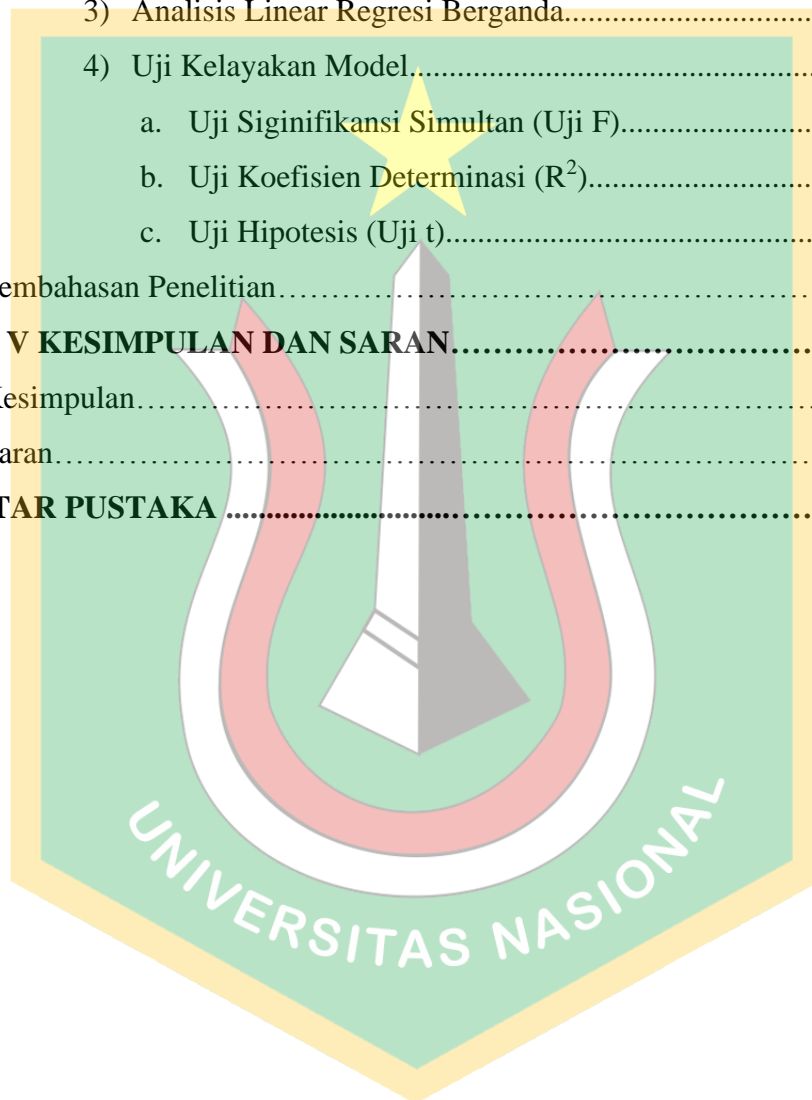 3) Analisis Linear Regresi Berganda............................................
4) Uji Kelayakan Model............................................................
a. Uji Siginifikansi Simultan (Uji F)............................
b. Uji Koefisien Determinasi (R²)................................
c. Uji Hipotesis (Uji t)..................................................
embahasan Penelitian……………………………………………………
V KESIMPULAN DAN SARAN……………………………………
esimpulan……………………………………………………………
aran……………………………………………………………………
TAR PUSTAKA ..............................……………………………………
UNIVERSITAS NASIONAL